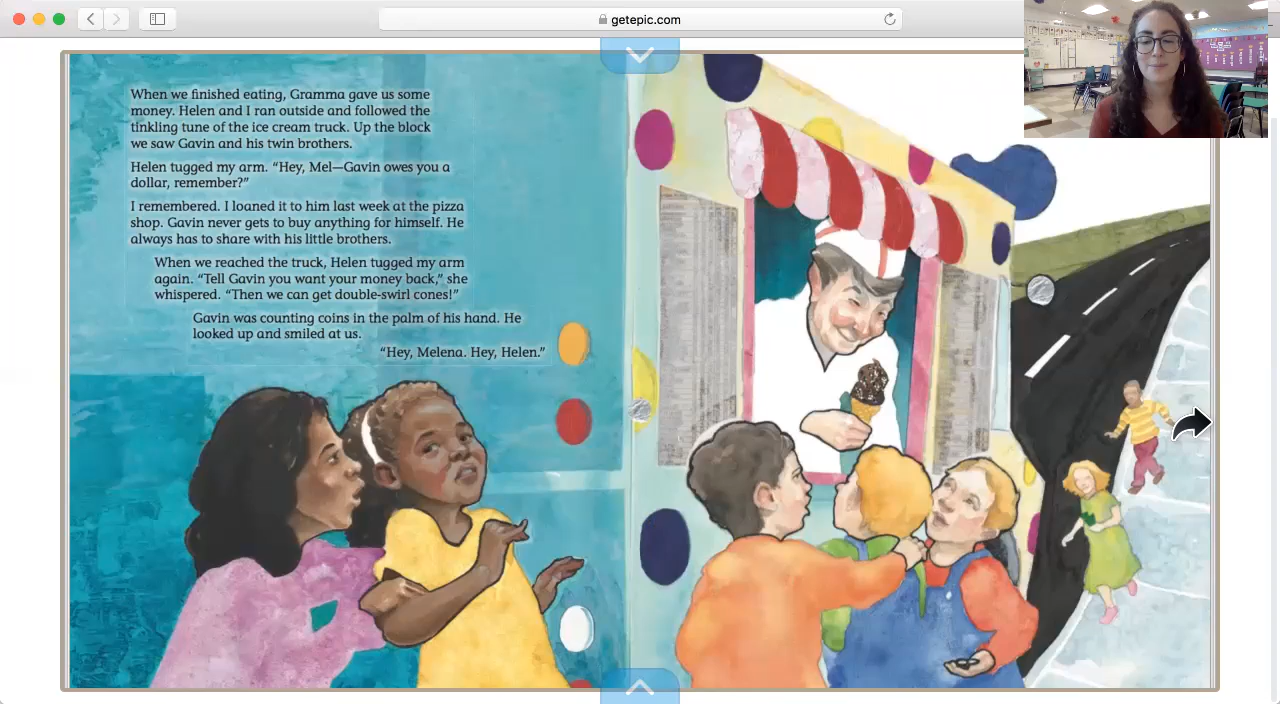 getepic.com
When we finished eating, Gramma gave us some
money. Helen and I ran outside and followed the
tinkling tune of the ice cream truck. Up the block
we saw Gavin and his twin brothers.
Helen tugged my arm. “Hey, Mel—Gavin owes you a
dollar, remember?”
I remembered. I loaned it to him last week at the pizza
shop. Gavin never gets to buy anything for himself. He
always has to share with his little brothers.
When we reached the truck, Helen tugged my arm
again. “Tell Gavin you want your money back,” she
whispered. “Then we can get double-swirl cones!”
Gavin was counting coins in the palm of his hand. He
looked up and smiled at us.
“Hey, Melena. Hey, Helen.”